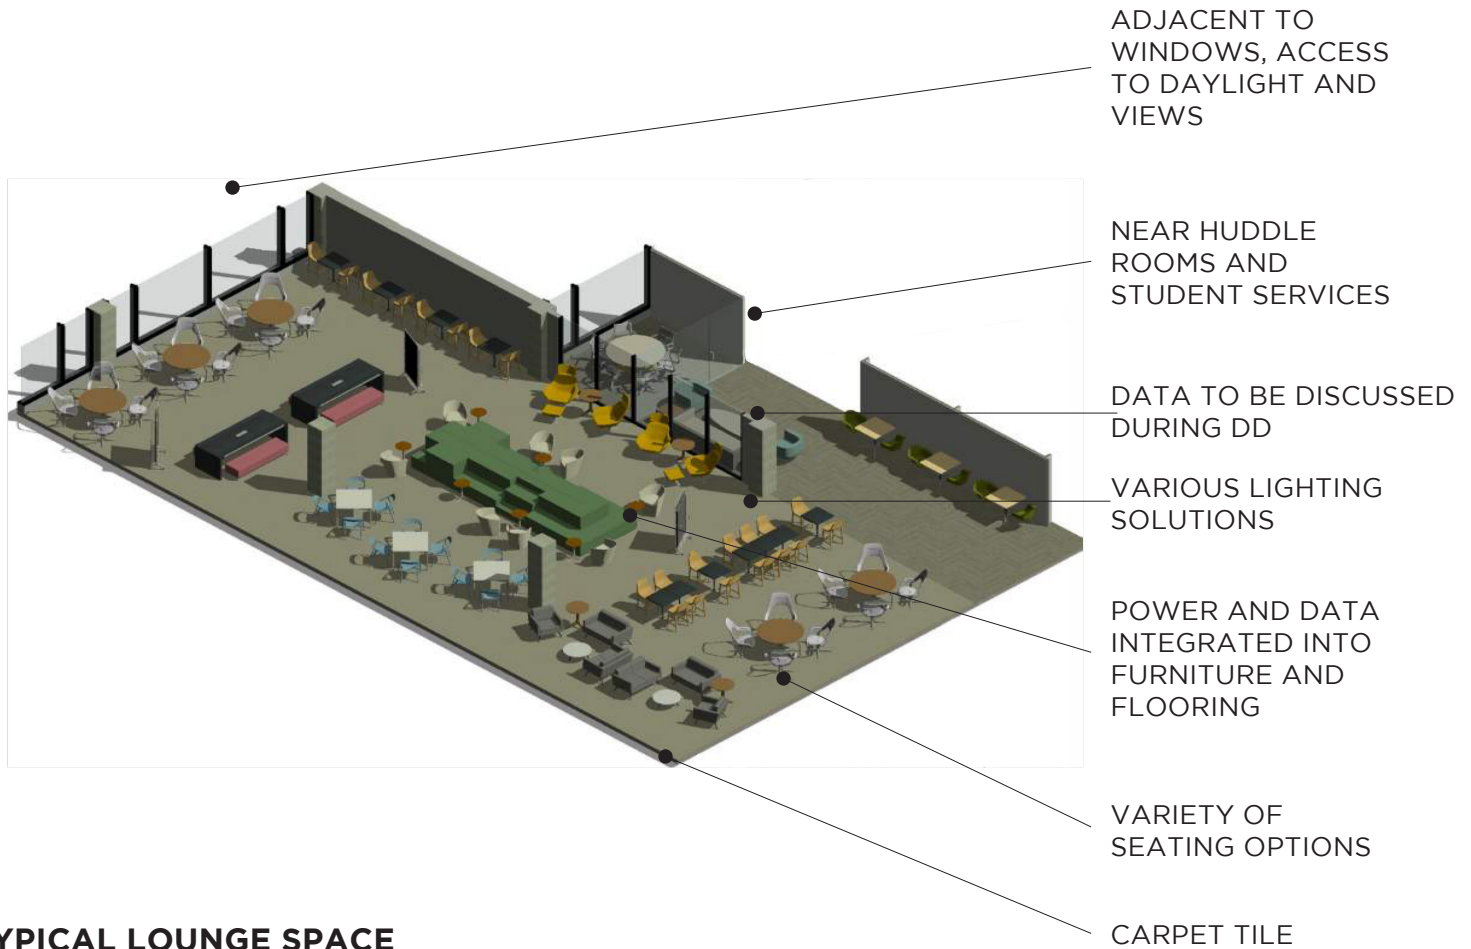 ADJACENT TO
WINDOWS, ACCESS
TO DAYLIGHT AND
VIEWS
NEAR HUDDLE
ROOMS AND
STUDENT SERVICES
DATA TO BE DISCUSSED
DURING DD
VARIOUS LIGHTING
SOLUTIONS
POWER AND DATA
INTEGRATED INTO
FURNITURE AND
FLOORING
VARIETY OF
SEATING OPTIONS
CARPET TILE
YPICAL LOUNGE SPACE